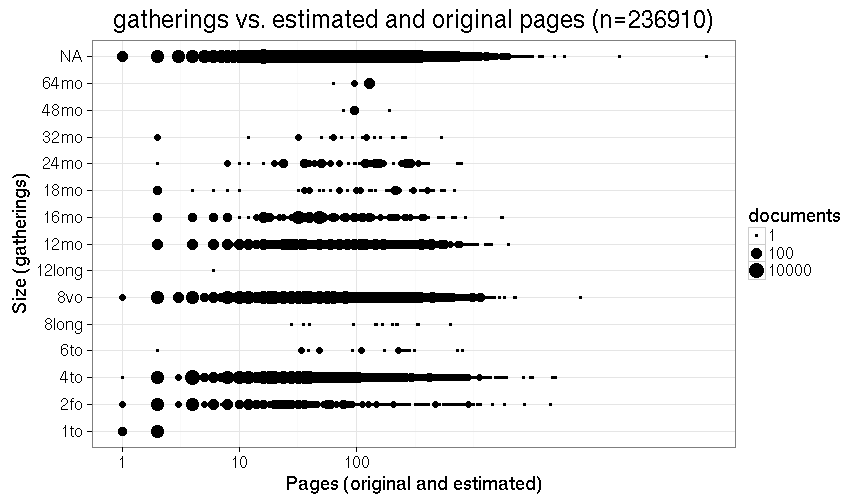 gatherings vs. estimated and original pages (n=236910)
Size (gatherings)
NA
64mo
48mo
32mo
24mo
18mo
16mo
12mo
12long
8vo
8long
6to
4to
2fo
1to
1 10 100
Pages (original and estimated)
documents
1
100
10000